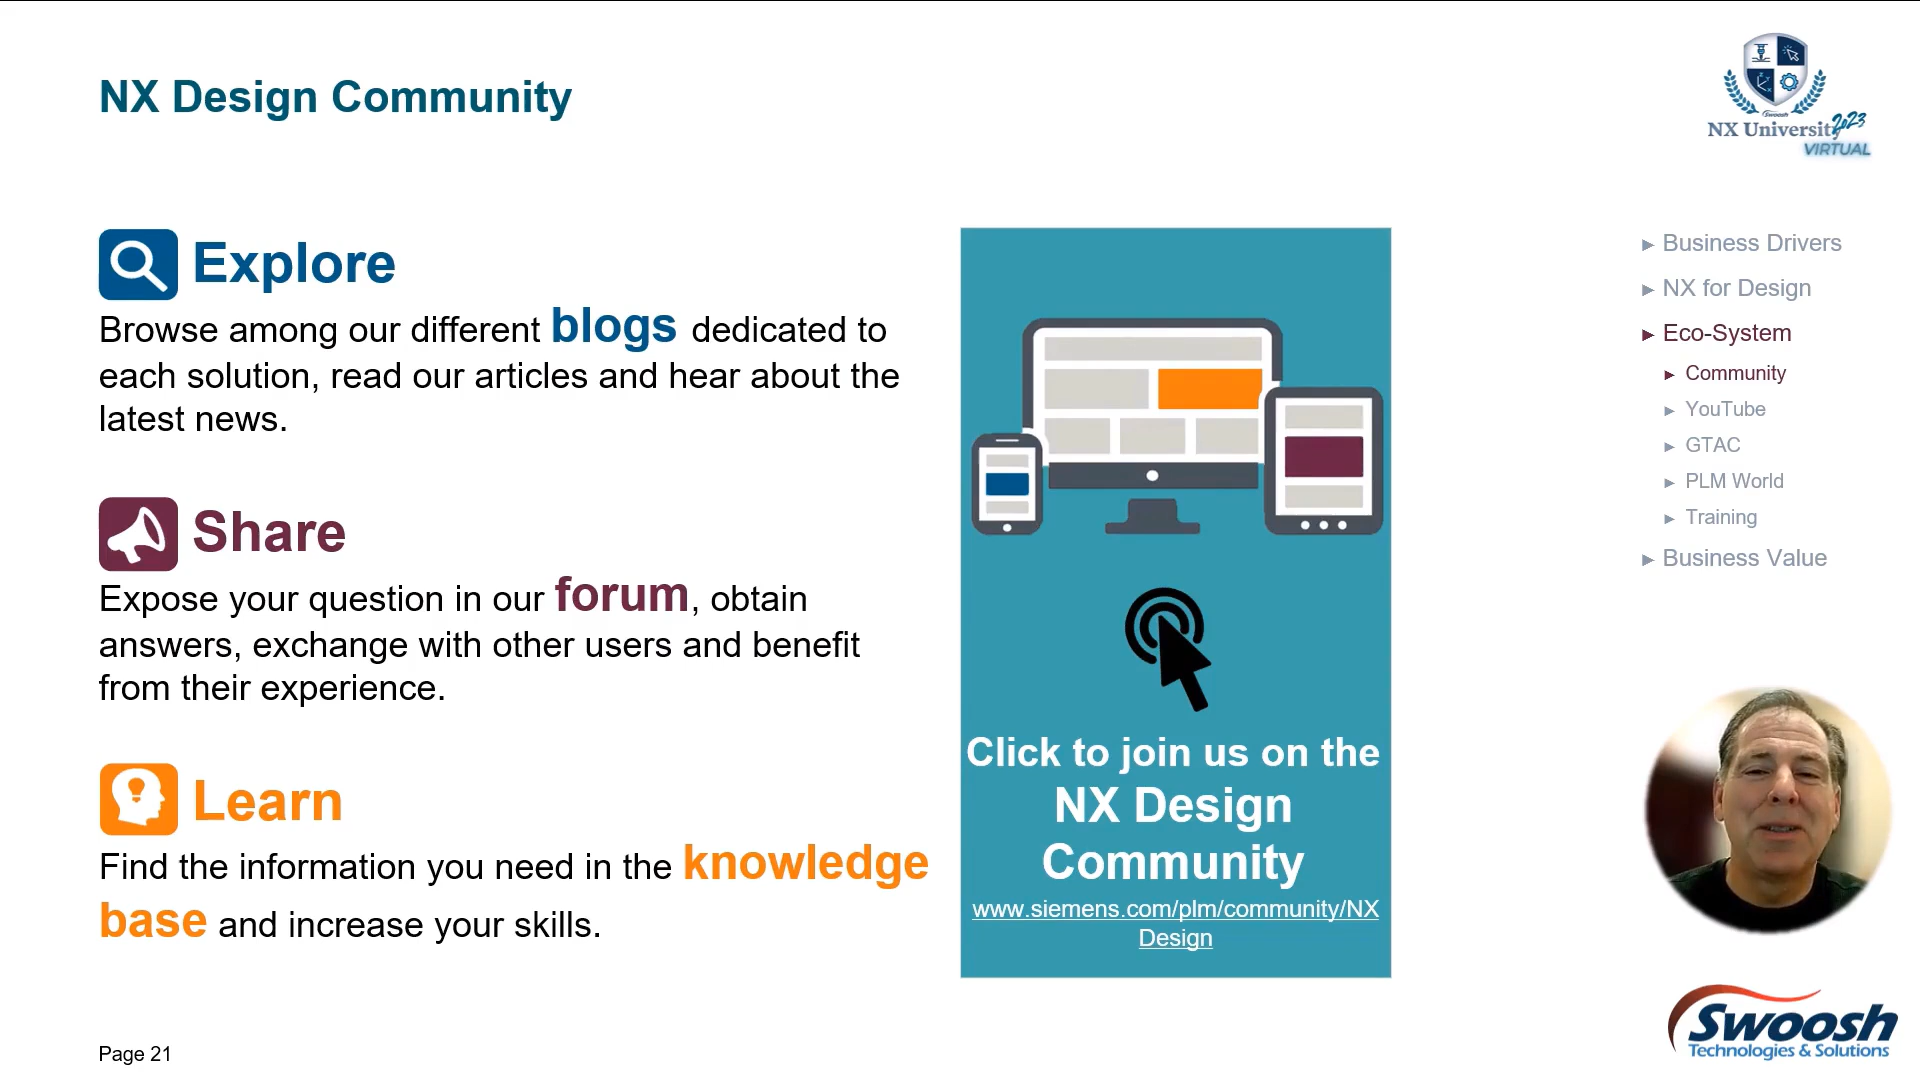 NX Design Community
Swoosh
NX University 2023
VIRTUAL
Explore
Browse among our different blogs dedicated to
each solution, read our articles and hear about the
latest news.
Share
Expose your question in our forum, obtain
answers, exchange with other users and benefit
from their experience.
Learn
Find the information you need in the knowledge
base and increase your skills.
Click to join us on the
NX Design
Community
www.siemens.com/plm/community/NX
Design
► Business Drivers
► NX for Design
► Eco-System
► Community
► YouTube
► GTAC
► PLM World
► Training
► Business Value
Swoosh
Technologies & Solutions
Page 21